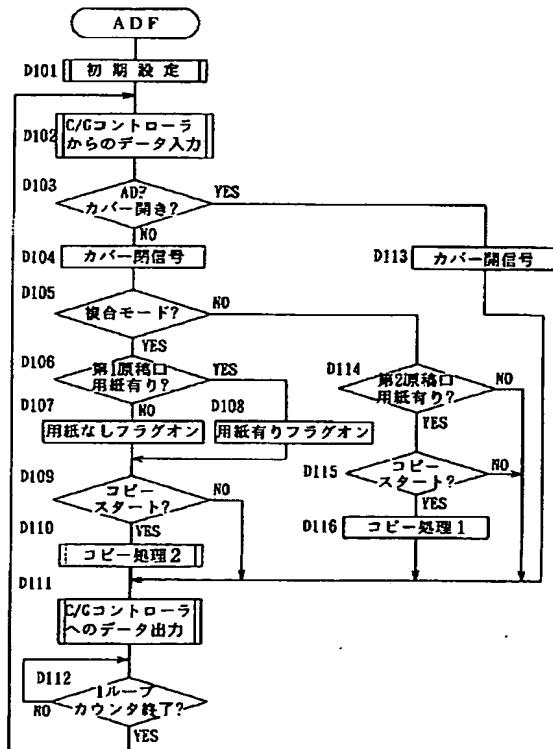 ADF
D101
初期設定
D102
C/Gコントローラ
からのデータ入力
D103
ADF
カバー開き?
YES
NO
D104
カバー閉信号
D113
カバー開信号
D105
複合モード?
NO
YES
D106
第1原稿口
用紙有り?
YES
NO
D114
第2原稿口
用紙有り?
NO
YES
D107
用紙なしフラグオン
D108
用紙有りフラグオン
D109
コピー
スタート?
NO
YES
D115
コピー
スタート?
NO
YES
D110
コピー処理2
D116
コピー処理1
D111
C/Gコントローラ
へのデータ出力
D112
1ループ
カウンタ終了?
NO
YES